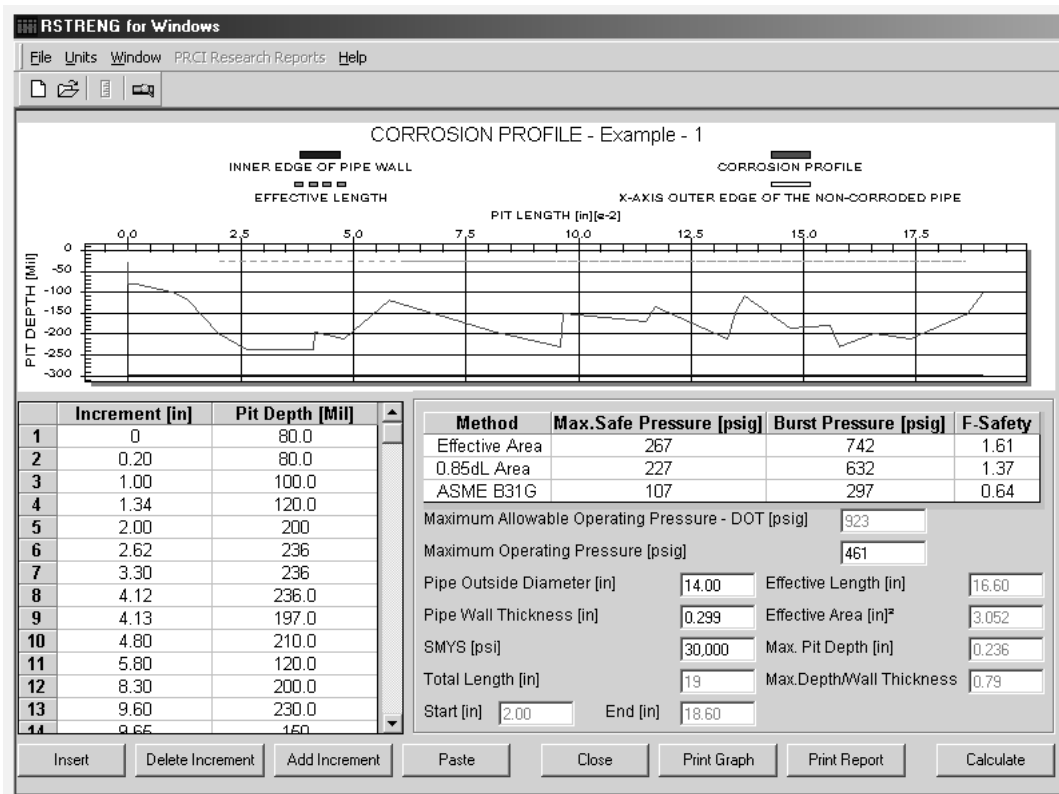 RSTRENG for Windows
File Units Window PRCI Research Reports Help
CORROSION PROFILE - Example - 1
INNER EDGE OF PIPE WALL
CORROSION PROFILE
EFFECTIVE LENGTH
X-AXIS OUTER EDGE OF THE NON-CORRODED PIPE
PIT LENGTH [in][e-2]
0,0 2,5 5,0 7,5 10,0 12,5 15,0 17,5
PIT DEPTH [Mil]
0
-50
-100
-150
-200
-250
-300
Increment [in] Pit Depth [Mil]
1 0 80.0
2 0.20 80.0
3 1.00 100.0
4 1.34 120.0
5 2.00 200
6 2.62 236
7 3.30 236
8 4.12 236.0
9 4.13 197.0
10 4.80 210.0
11 5.80 120.0
12 8.30 200.0
13 9.60 230.0
14 9.65 150
Method Max.Safe Pressure [psig] Burst Pressure [psig] F-Safety
Effective Area 267 742 1.61
0.85dL Area 227 632 1.37
ASME B31G 107 297 0.64
Maximum Allowable Operating Pressure - DOT [psig] 923
Maximum Operating Pressure [psig] 461
Pipe Outside Diameter [in] 14.00 Effective Length [in] 16.60
Pipe Wall Thickness [in] 0.299 Effective Area [in]² 3.052
SMYS [psi] 30,000 Max. Pit Depth [in] 0.236
Total Length [in] 19 Max.Depth/Wall Thickness 0.79
Start [in] 2.00 End [in] 18.60
Insert Delete Increment Add Increment Paste Close Print Graph Print Report Calculate